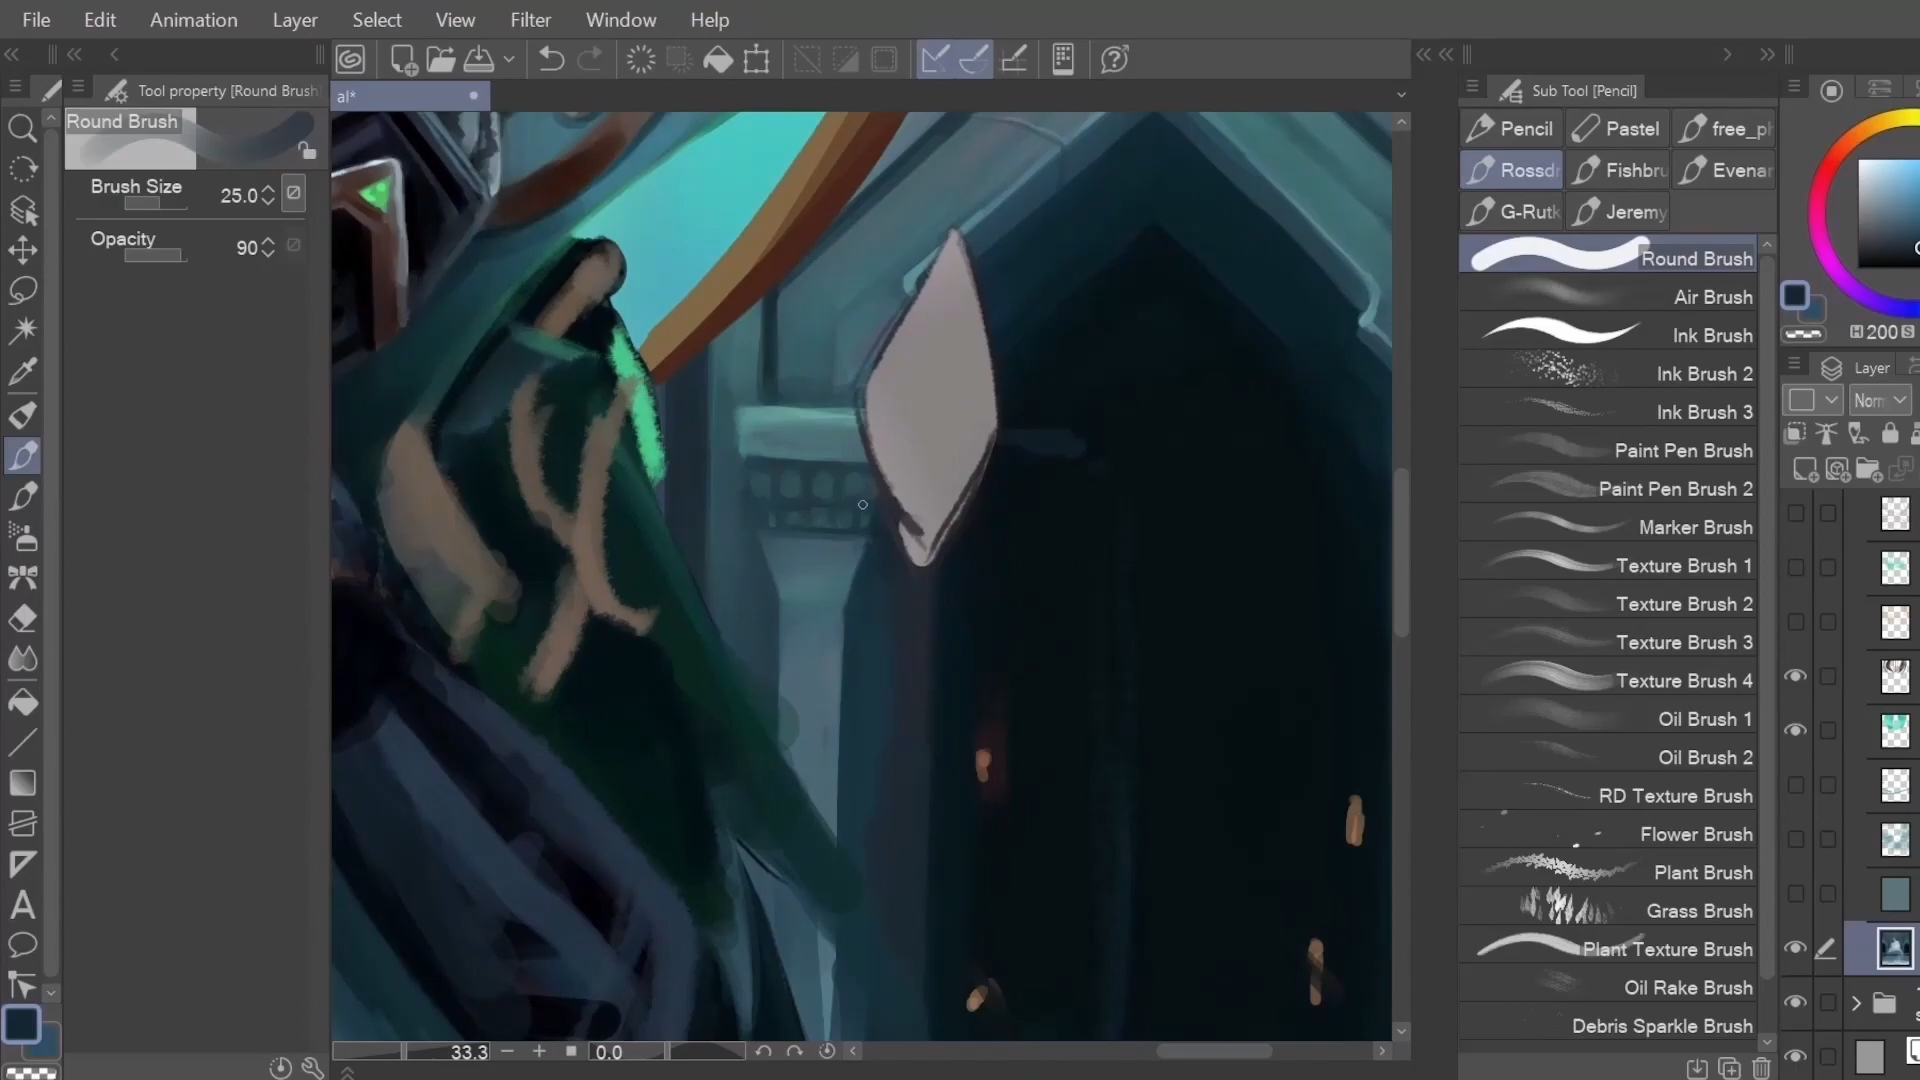 File Edit Animation Layer Select View Filter Window Help
Tool property [Round Brush]
al*
Sub Tool [Pencil]
Round Brush
Brush Size 25.0
Opacity 90
Pencil Pastel free_ph
Rossdr Fishbru Evenar
G-Rutk Jeremy
Round Brush
Air Brush
Ink Brush
Ink Brush 2
Ink Brush 3
Paint Pen Brush
Paint Pen Brush 2
Marker Brush
Texture Brush 1
Texture Brush 2
Texture Brush 3
Texture Brush 4
Oil Brush 1
Oil Brush 2
RD Texture Brush
Flower Brush
Plant Brush
Grass Brush
Plant Texture Brush
Oil Rake Brush
Debris Sparkle Brush
H 200 S
Layer
Norm
33.3 0.0